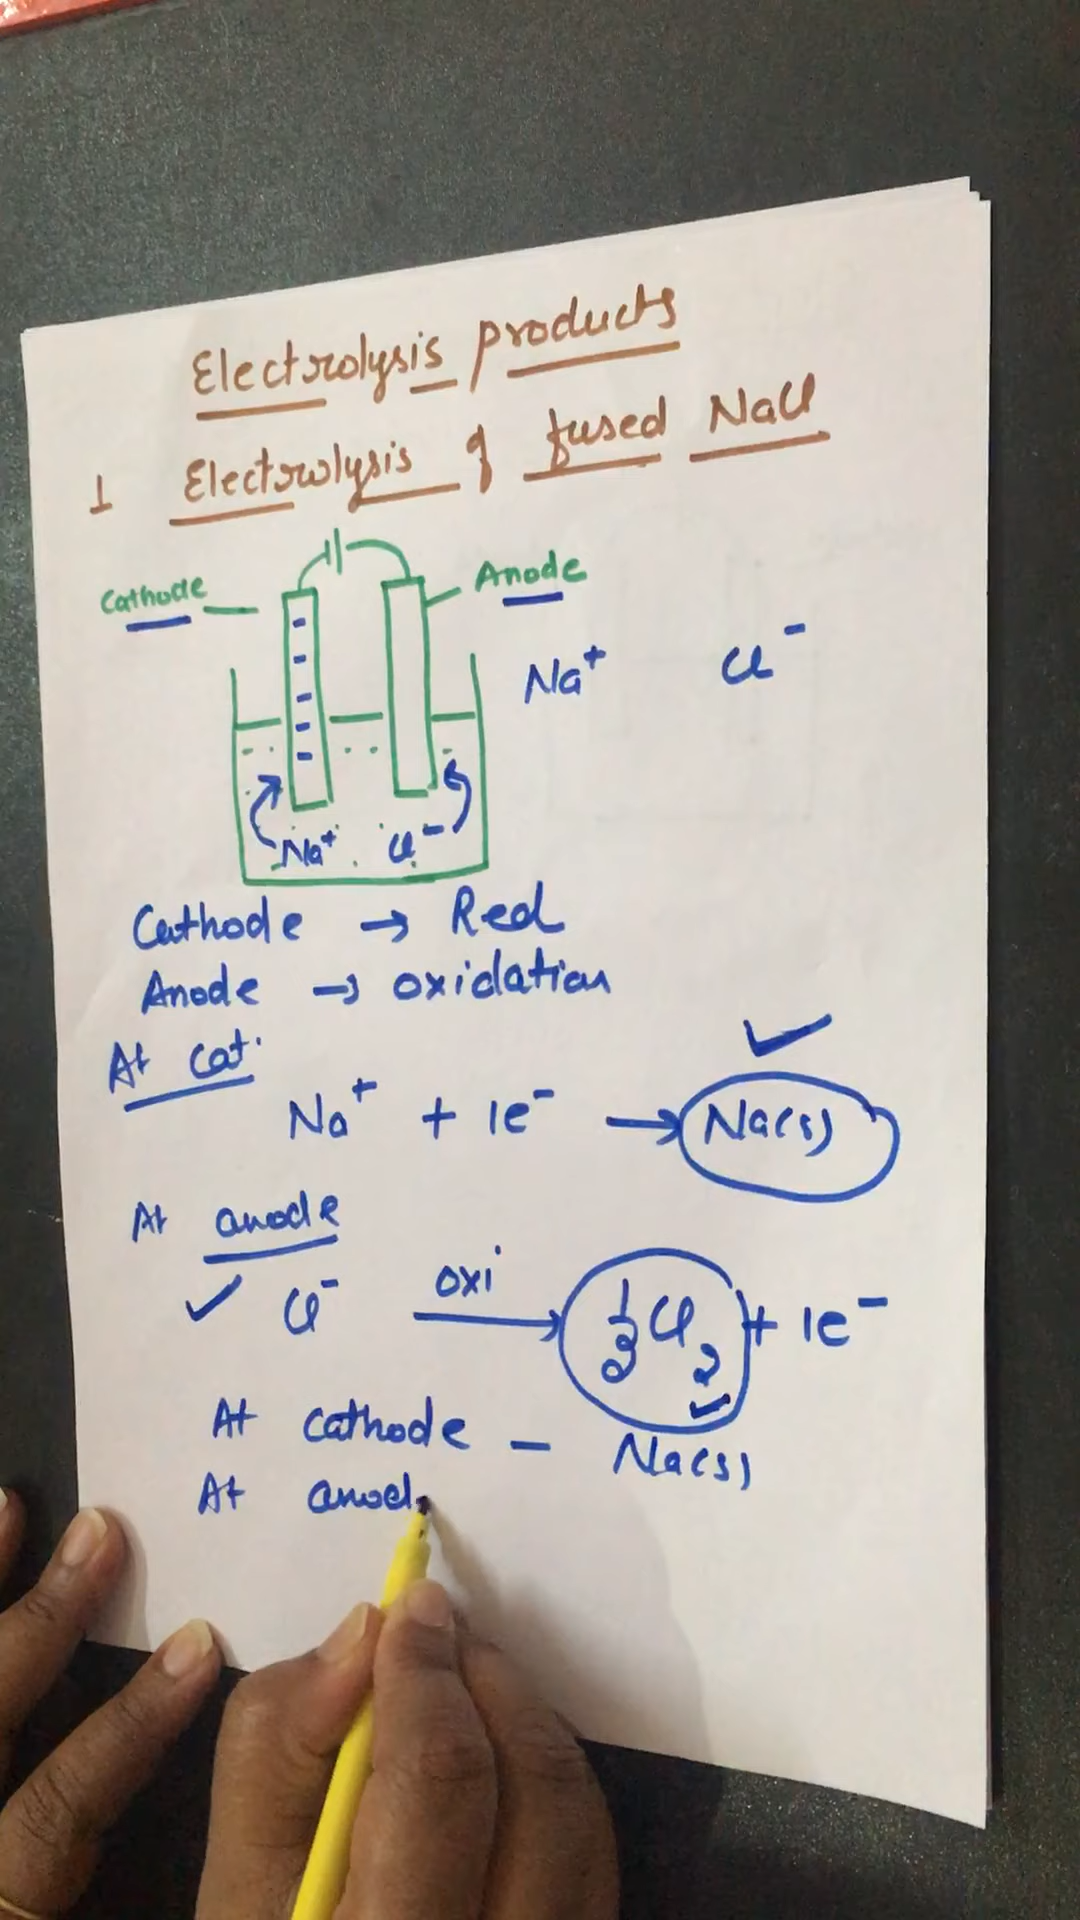 Electrolysis products
1 Electrolysis of fused NaCl
Cathode
Anode
Na⁺ Cl⁻
Na⁺ Cl⁻
Cathode → Red
Anode → oxidation
At cat.
Na⁺ + 1e⁻ → Na(s)
At anode
Cl⁻ oxi → ½Cl₂ + 1e⁻
At cathode – Na(s)
At anod